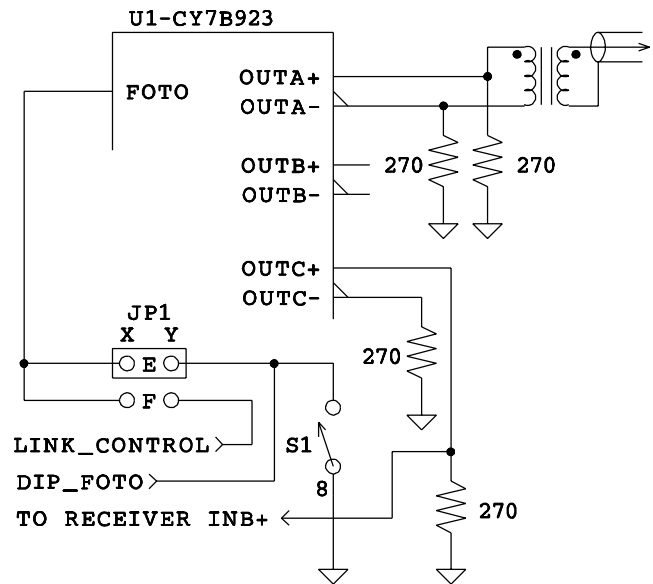 U1-CY7B923
FOTO
OUTA+
OUTA-
OUTB+
OUTB-
270
270
OUTC+
OUTC-
JP1
X Y
E
F
270
LINK_CONTROL
S1
DIP_FOTO
8
TO RECEIVER INB+
270